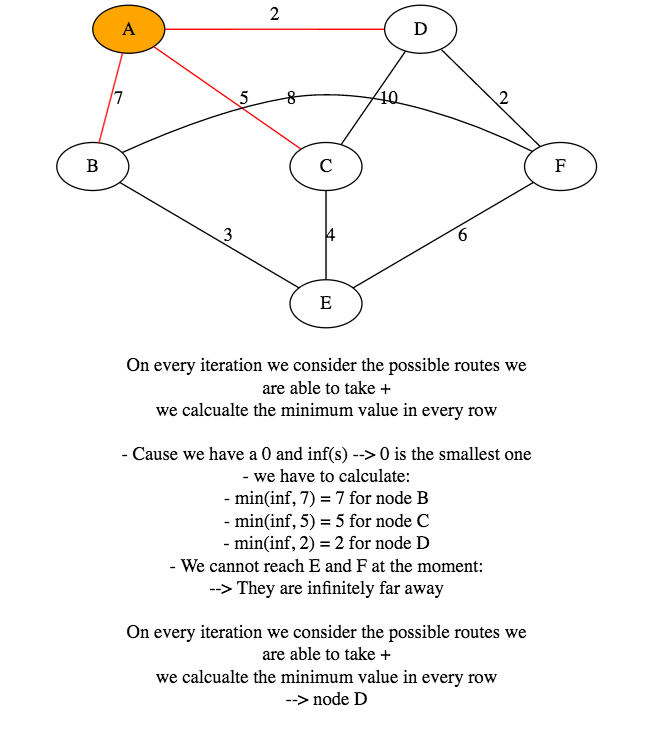 2
A
D
7
5
8
10
2
B
C
F
3
4
6
E
On every iteration we consider the possible routes we
are able to take +
we calcualte the minimum value in every row
- Cause we have a 0 and inf(s) --> 0 is the smallest one
- we have to calculate:
- min(inf, 7) = 7 for node B
- min(inf, 5) = 5 for node C
- min(inf, 2) = 2 for node D
- We cannot reach E and F at the moment:
--> They are infinitely far away
On every iteration we consider the possible routes we
are able to take +
we calcualte the minimum value in every row
--> node D